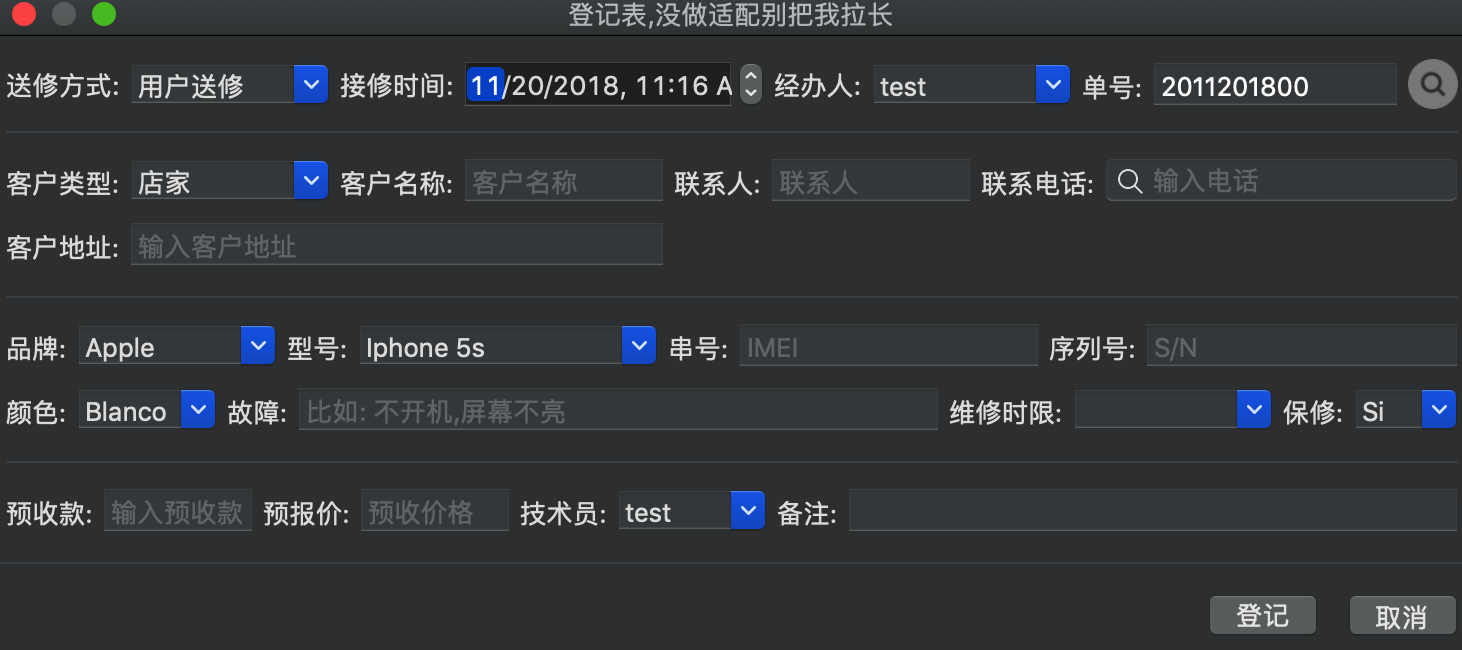 登记表,没做适配别把我拉长
送修方式: 用户送修 接修时间: 11/20/2018, 11:16 A 经办人: test 单号: 2011201800
客户类型: 店家 客户名称: 客户名称 联系人: 联系人 联系电话: 输入电话
客户地址: 输入客户地址
品牌: Apple 型号: Iphone 5s 串号: IMEI 序列号: S/N
颜色: Blanco 故障: 比如: 不开机,屏幕不亮 维修时限: 保修: Si
预收款: 输入预收款 预报价: 预收价格 技术员: test 备注:
登记 取消